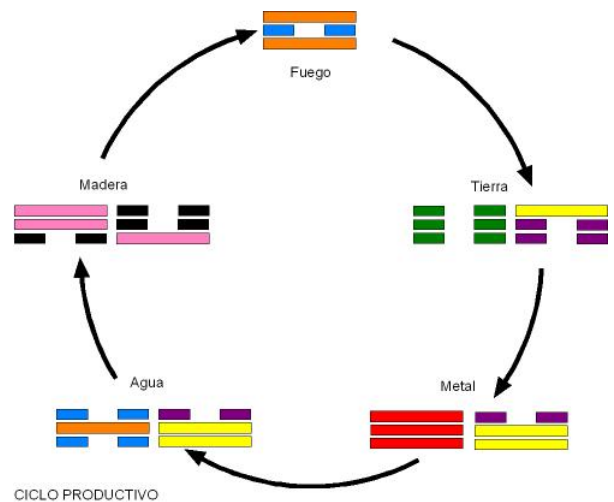 Fuego
Madera
Tierra
Agua
Metal
CICLO PRODUCTIVO